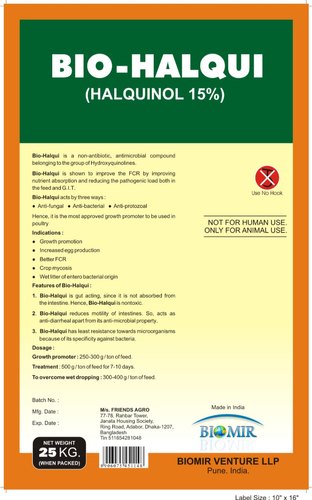 BIO-HALQUI
(HALQUINOL 15%)
Bio-Halqui is a non-antibiotic, antimicrobial compound
belonging to the group of Hydroxyquinolines.
Bio-Halqui is shown to improve the FCR by improving
nutrient absorption and reducing the pathogenic load both in
the feed and G.I.T.
Bio-Halqui acts by three ways :
• Anti-fungal • Anti-bacterial • Anti-protozoal
Hence, it is the most approved growth promoter to be used in
poultry
Indications :
• Growth promotion
• Increased egg production
• Better FCR
• Crop mycosis
• Wet litter of entero bacterial origin
Features of Bio-Halqui :
1. Bio-Halqui is gut acting, since it is not absorbed
from the intestine. Hence, Bio-Halqui is nontoxic.
2. Bio-Halqui reduces motility of intestines. So, acts
as anti-diarrheal apart from its anti-microbial property.
3. Bio-Halqui has least resistance towards microorganisms
because of its specificity against bacteria.
Dosage :
Growth promoter : 250-300g / ton of feed.
Treatment : 500g / ton of feed for 7-10 days.
To overcome wet dropping : 300-400g / ton of feed.
Use No Hook
NOT FOR HUMAN USE.
ONLY FOR ANIMAL USE.
Batch No. :
Mfg. Date :
Exp. Date :
NET WEIGHT
25 KG.
(WHEN PACKED)
M/s. FRIENDS AGRO
77-78, Rahbar Tower,
Janata Housing Society,
Ring Road, Adabor, Dhaka-1207,
Bangladesh
Tin 511654281048
Made in India
BIOMIR
BIOMIR VENTURE LLP
Pune. India.
Label Size : 10" x 16"